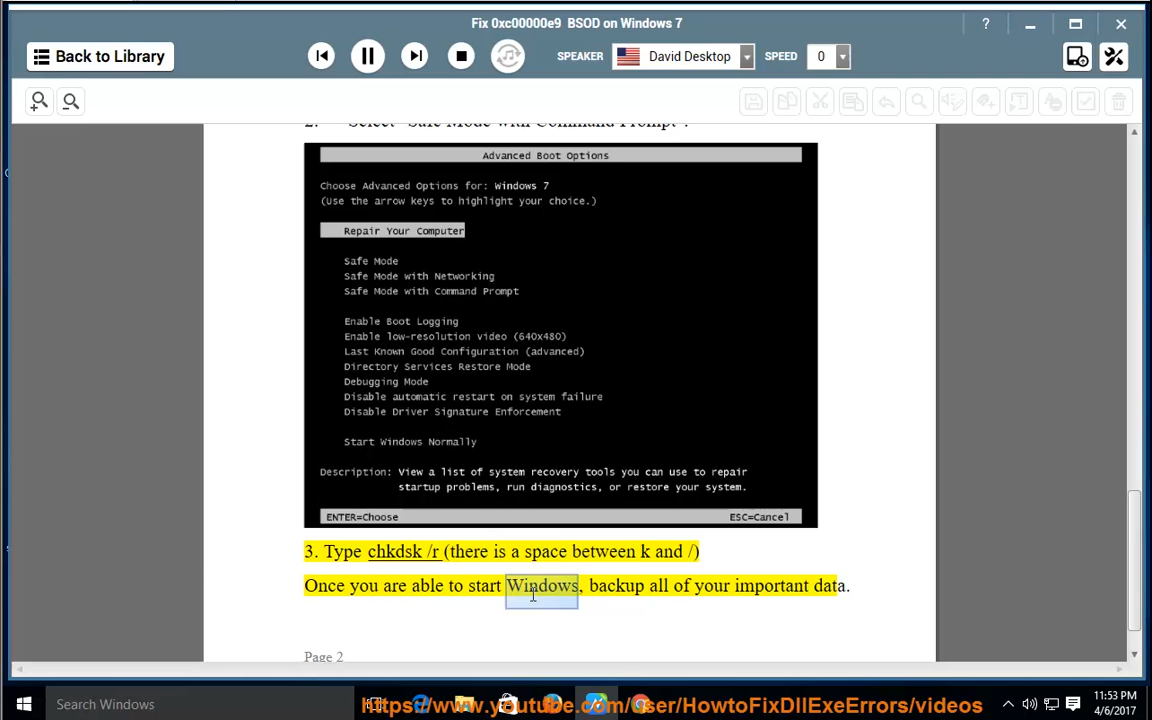 Fix 0xc00000e9 BSOD on Windows 7
?
Back to Library
SPEAKER
David Desktop
SPEED
0
2. Select "Safe Mode with Command Prompt".
Advanced Boot Options
Choose Advanced Options for: Windows 7
(Use the arrow keys to highlight your choice.)
Repair Your Computer
Safe Mode
Safe Mode with Networking
Safe Mode with Command Prompt
Enable Boot Logging
Enable low-resolution video (640x480)
Last Known Good Configuration (advanced)
Directory Services Restore Mode
Debugging Mode
Disable automatic restart on system failure
Disable Driver Signature Enforcement
Start Windows Normally
Description: View a list of system recovery tools you can use to repair
startup problems, run diagnostics, or restore your system.
ENTER=Choose
ESC=Cancel
3. Type chkdsk /r (there is a space between k and /)
Once you are able to start Windows, backup all of your important data.
Page 2
Search Windows
Https://www.youtube.com/User/HowtoFixDllExeErrors/videos
11:53 PM
4/6/2017